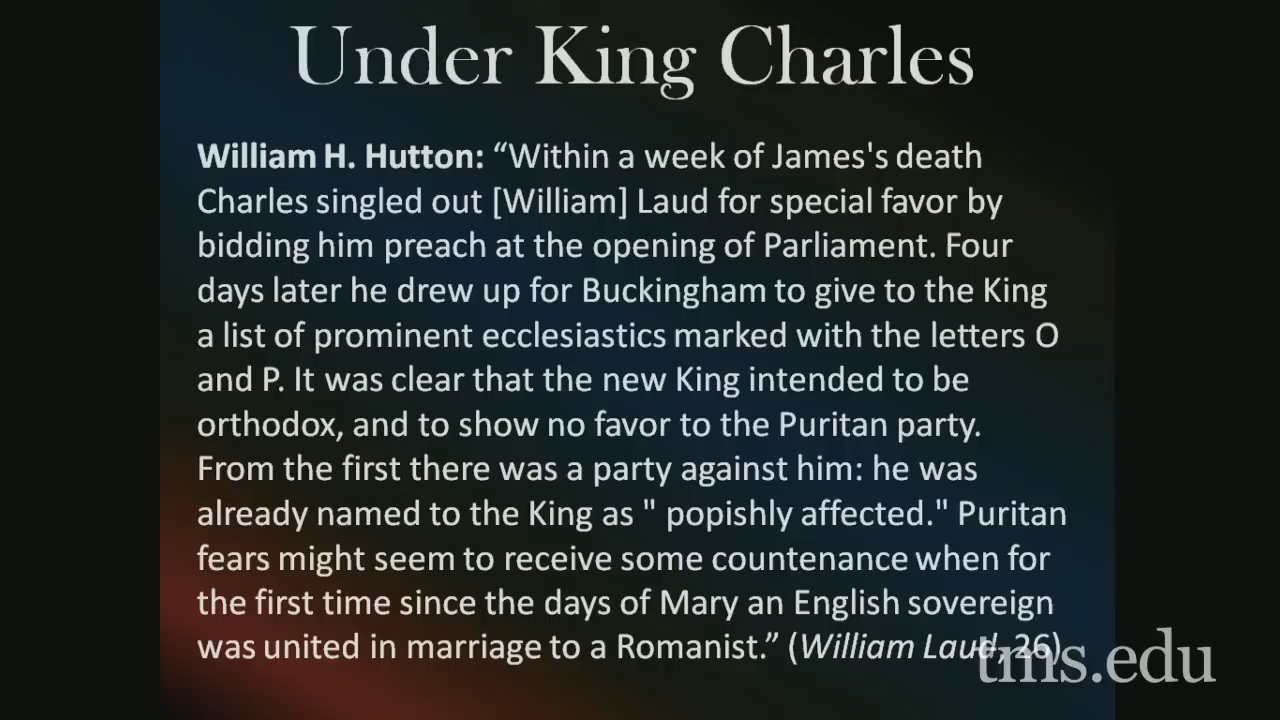 Under King Charles
William H. Hutton: “Within a week of James's death
Charles singled out [William] Laud for special favor by
bidding him preach at the opening of Parliament. Four
days later he drew up for Buckingham to give to the King
a list of prominent ecclesiastics marked with the letters O
and P. It was clear that the new King intended to be
orthodox, and to show no favor to the Puritan party.
From the first there was a party against him: he was
already named to the King as " popishly affected." Puritan
fears might seem to receive some countenance when for
the first time since the days of Mary an English sovereign
was united in marriage to a Romanist.” (William Laud, 26)
tms.edu